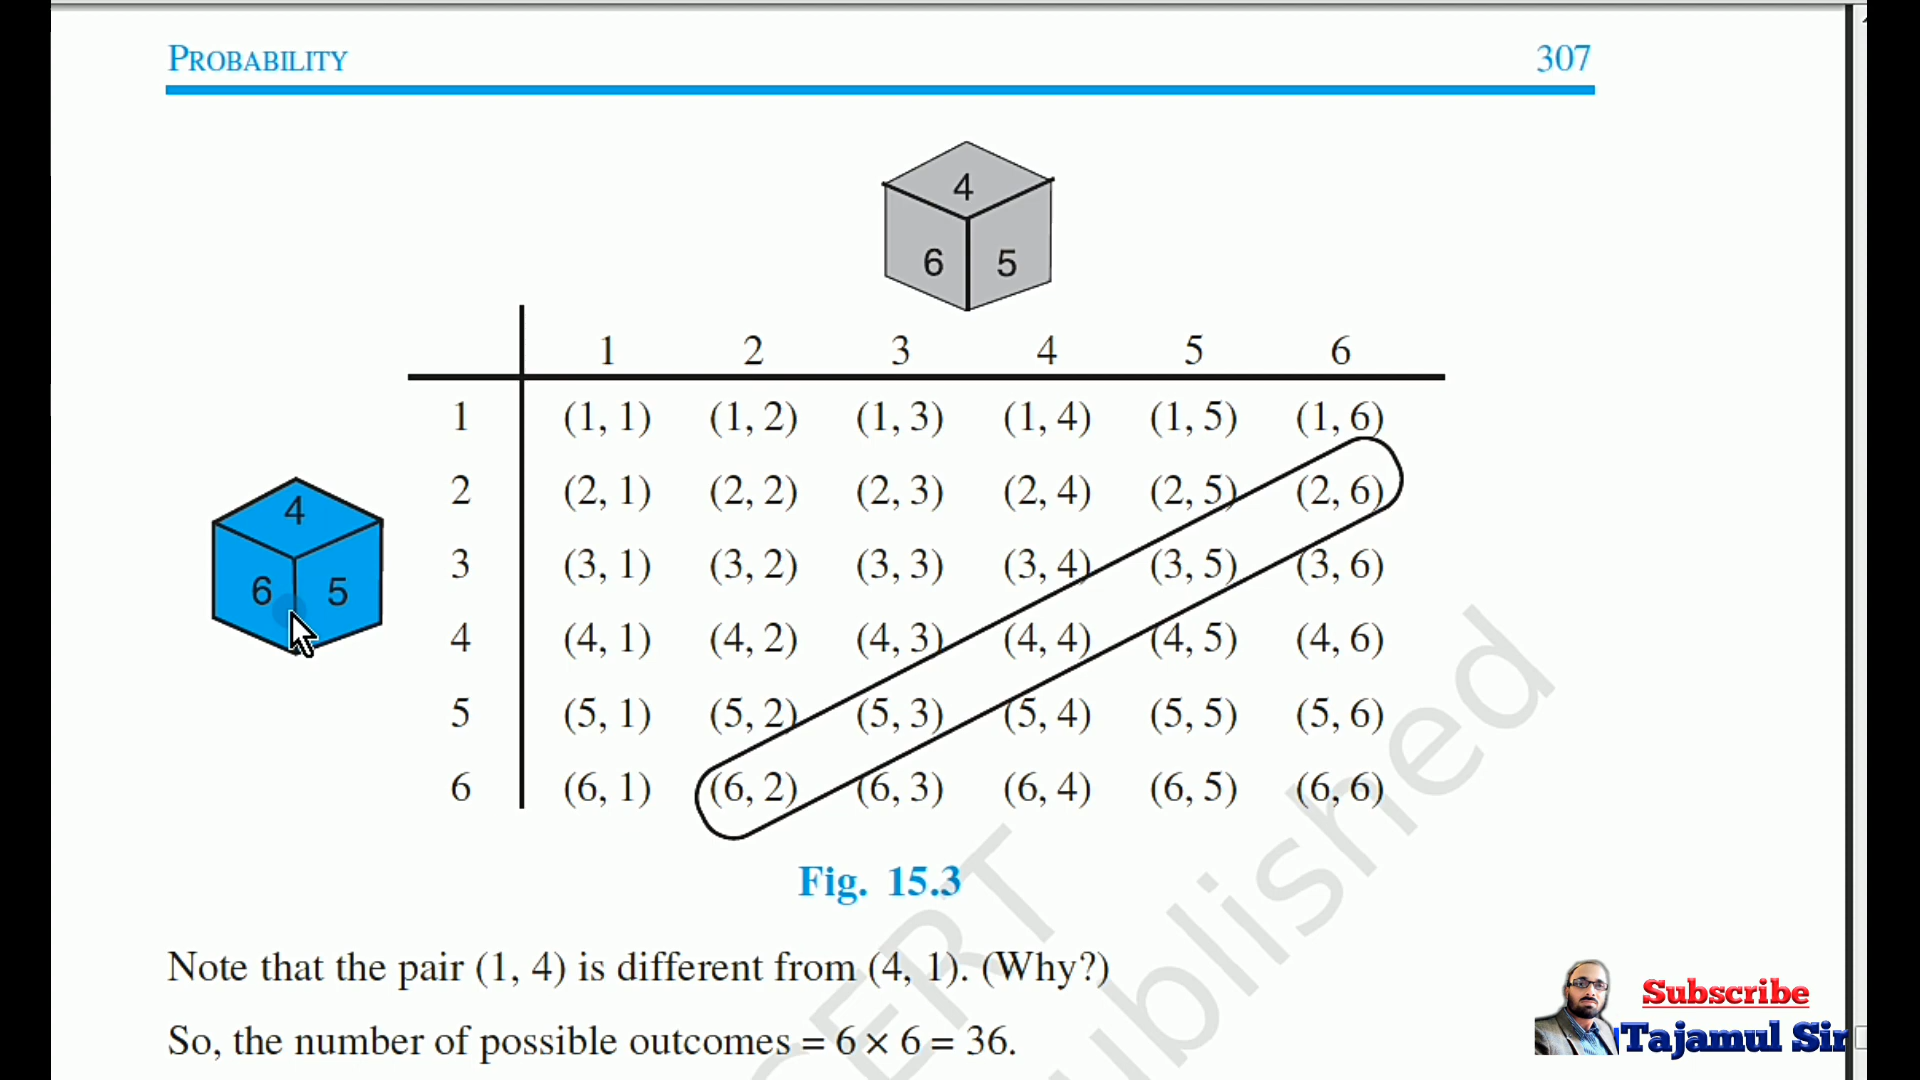 PROBABILITY 307
4
6 5
1 2 3 4 5 6
1 (1, 1) (1, 2) (1, 3) (1, 4) (1, 5) (1, 6)
2 (2, 1) (2, 2) (2, 3) (2, 4) (2, 5) (2, 6)
4
6 5
3 (3, 1) (3, 2) (3, 3) (3, 4) (3, 5) (3, 6)
4 (4, 1) (4, 2) (4, 3) (4, 4) (4, 5) (4, 6)
5 (5, 1) (5, 2) (5, 3) (5, 4) (5, 5) (5, 6)
6 (6, 1) (6, 2) (6, 3) (6, 4) (6, 5) (6, 6)
Fig. 15.3
Note that the pair (1, 4) is different from (4, 1). (Why?)
So, the number of possible outcomes = 6 × 6 = 36.
CERT
ublished
Subscribe
Tajamul Sir